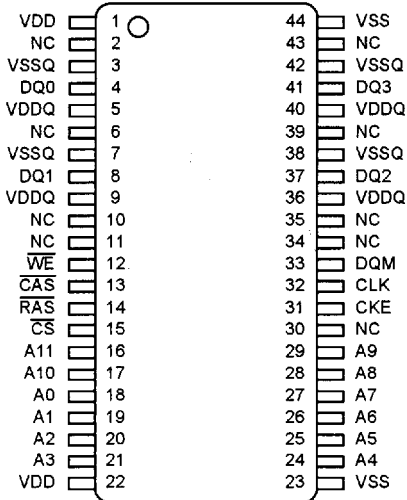 VDD 1 44 VSS
NC 2 43 NC
VSSQ 3 42 VSSQ
DQ0 4 41 DQ3
VDDQ 5 40 VDDQ
NC 6 39 NC
VSSQ 7 38 VSSQ
DQ1 8 37 DQ2
VDDQ 9 36 VDDQ
NC 10 35 NC
NC 11 34 NC
W̅E̅ 12 33 DQM
C̅A̅S̅ 13 32 CLK
R̅A̅S̅ 14 31 CKE
C̅S̅ 15 30 NC
A11 16 29 A9
A10 17 28 A8
A0 18 27 A7
A1 19 26 A6
A2 20 25 A5
A3 21 24 A4
VDD 22 23 VSS